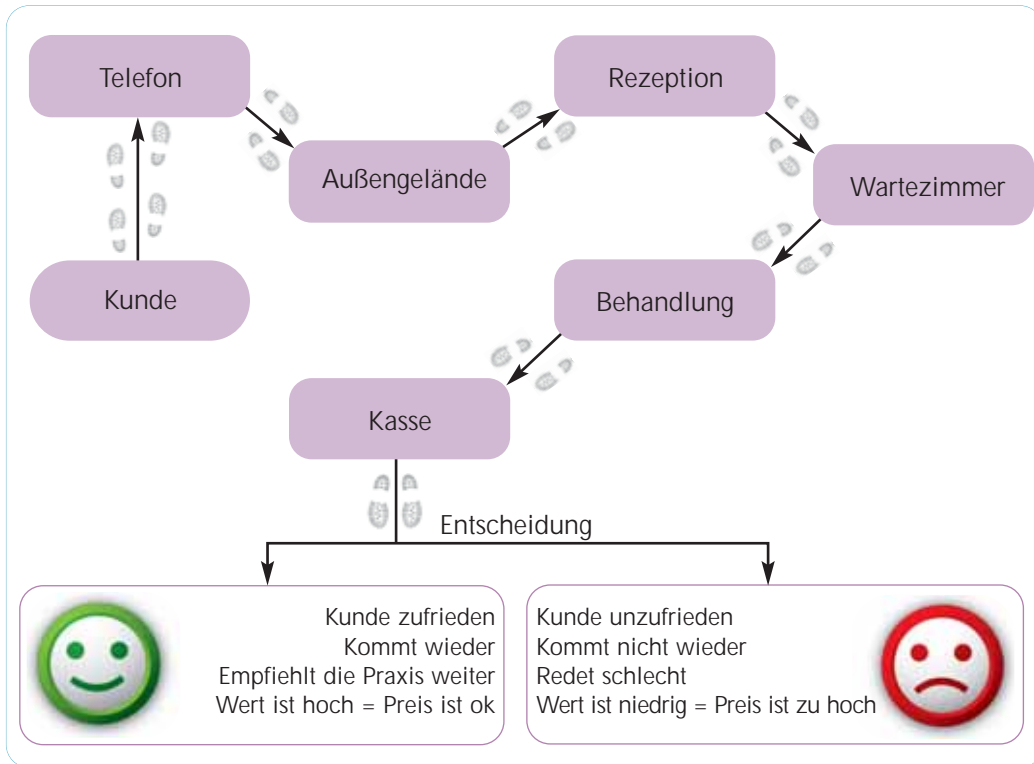 Telefon
Rezeption
Außengelände
Wartezimmer
Kunde
Behandlung
Kasse
Entscheidung
Kunde zufrieden
Kommt wieder
Empfiehlt die Praxis weiter
Wert ist hoch = Preis ist ok
Kunde unzufrieden
Kommt nicht wieder
Redet schlecht
Wert ist niedrig = Preis ist zu hoch